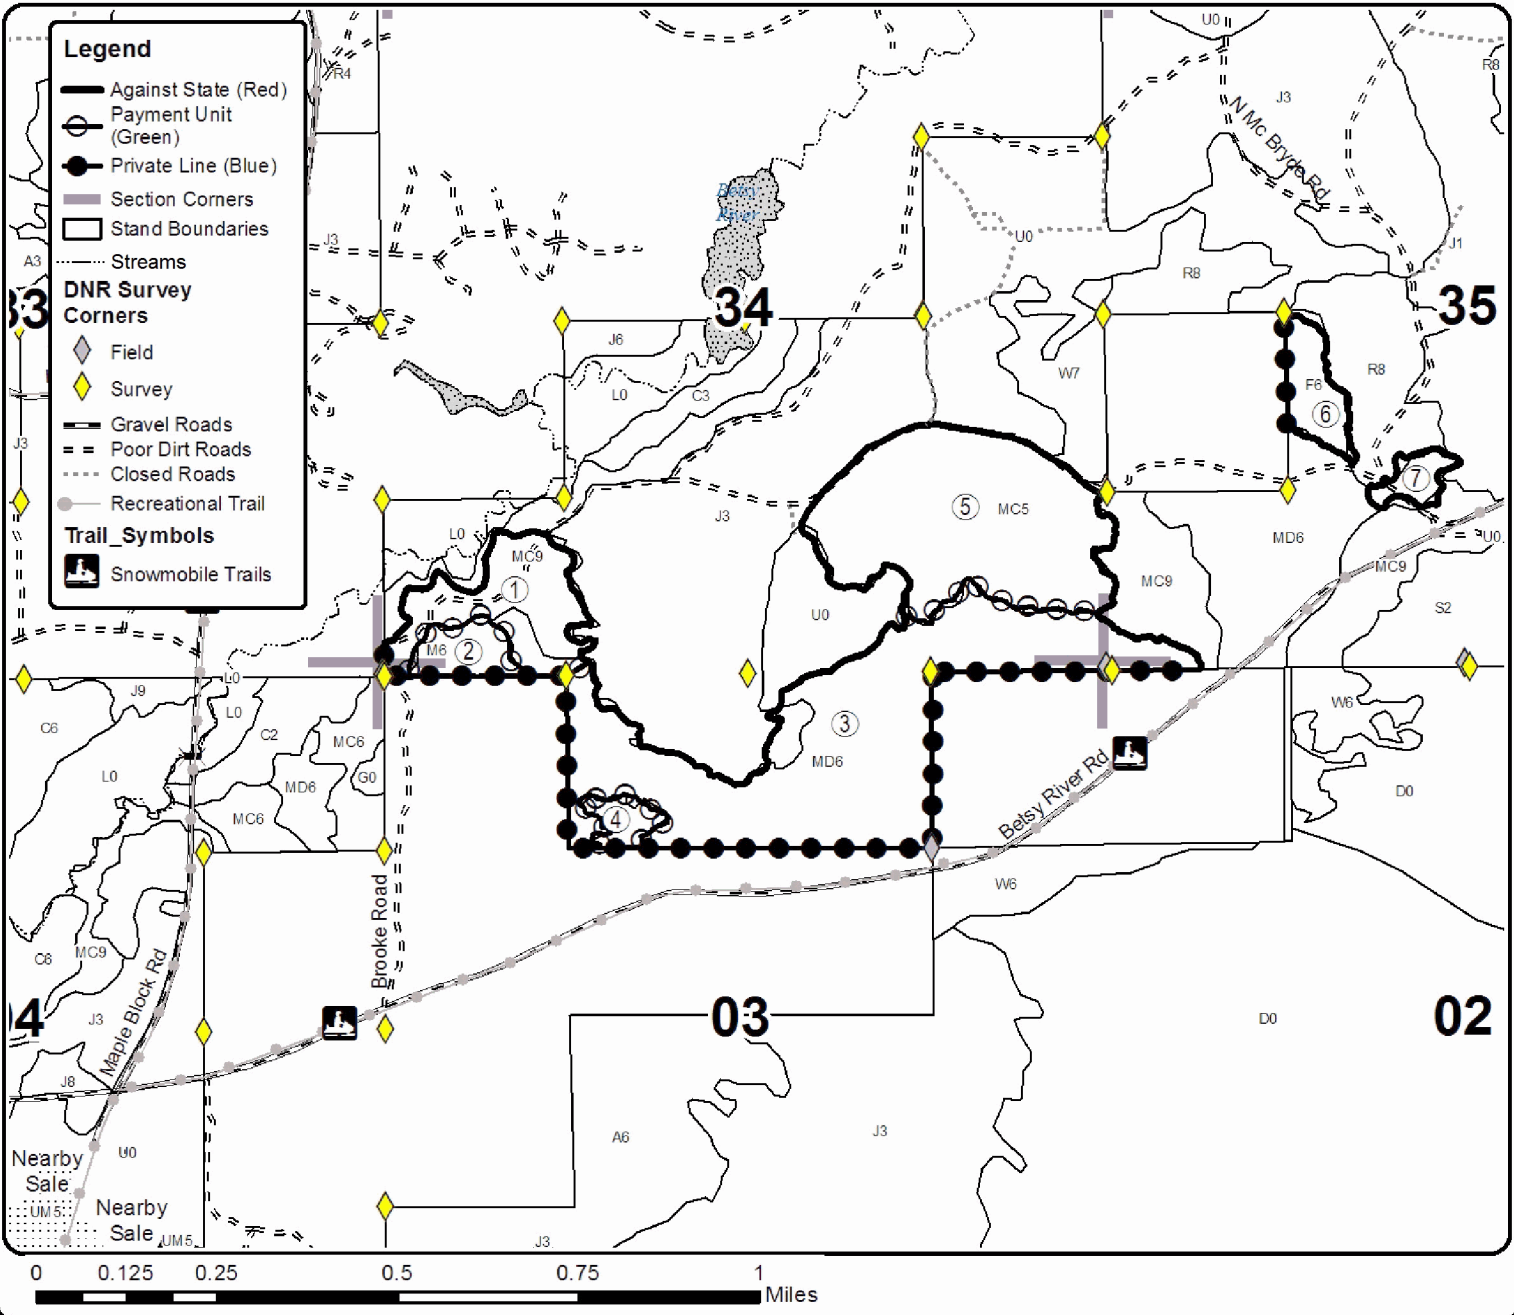 Legend
Against State (Red)
Payment Unit
(Green)
Private Line (Blue)
Section Corners
Stand Boundaries
Streams
DNR Survey
Corners
Field
Survey
Gravel Roads
Poor Dirt Roads
Closed Roads
Recreational Trail
Trail_Symbols
Snowmobile Trails
R4
U0
R8
J3
N Mc Bryde Rd
Betsy
River
J3
U0
J1
A3
R8
33
34
35
J6
W7
R8
F6
L0
C3
6
J3
7
5
MC5
J3
L0
MD6
U0
MC9
MC9
MC9
1
S2
U0
M6
2
L0
J9
L0
W6
C6
C2
MC6
3
MD6
L0
G0
MD6
D0
Betsy River Rd
MC6
4
W6
Brooke Road
C6
MC9
Maple Block Rd
04
J3
03
D0
02
J8
A6
J3
U0
Nearby
Sale
UM5
Nearby
Sale
UM5
J3
0 0.125 0.25 0.5 0.75 1
Miles